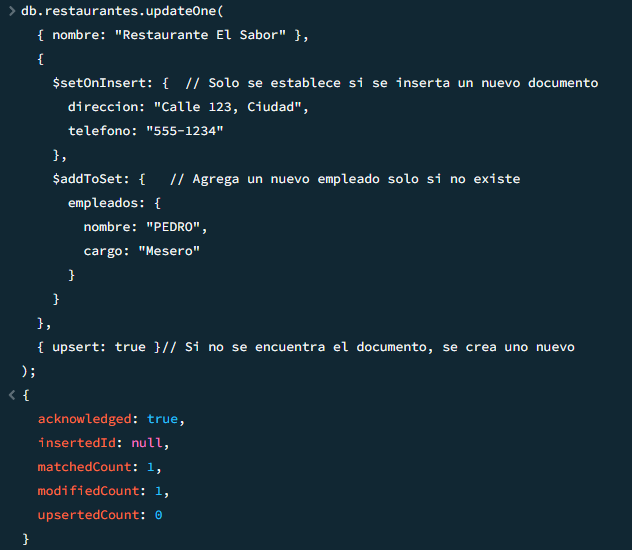 > db.restaurantes.updateOne(
{ nombre: "Restaurante El Sabor" },
{
$setOnInsert: {  // Solo se establece si se inserta un nuevo documento
direccion: "Calle 123, Ciudad",
telefono: "555-1234"
},
$addToSet: {   // Agrega un nuevo empleado solo si no existe
empleados: {
nombre: "PEDRO",
cargo: "Mesero"
}
}
},
{ upsert: true }// Si no se encuentra el documento, se crea uno nuevo
);
< {
acknowledged: true,
insertedId: null,
matchedCount: 1,
modifiedCount: 1,
upsertedCount: 0
}